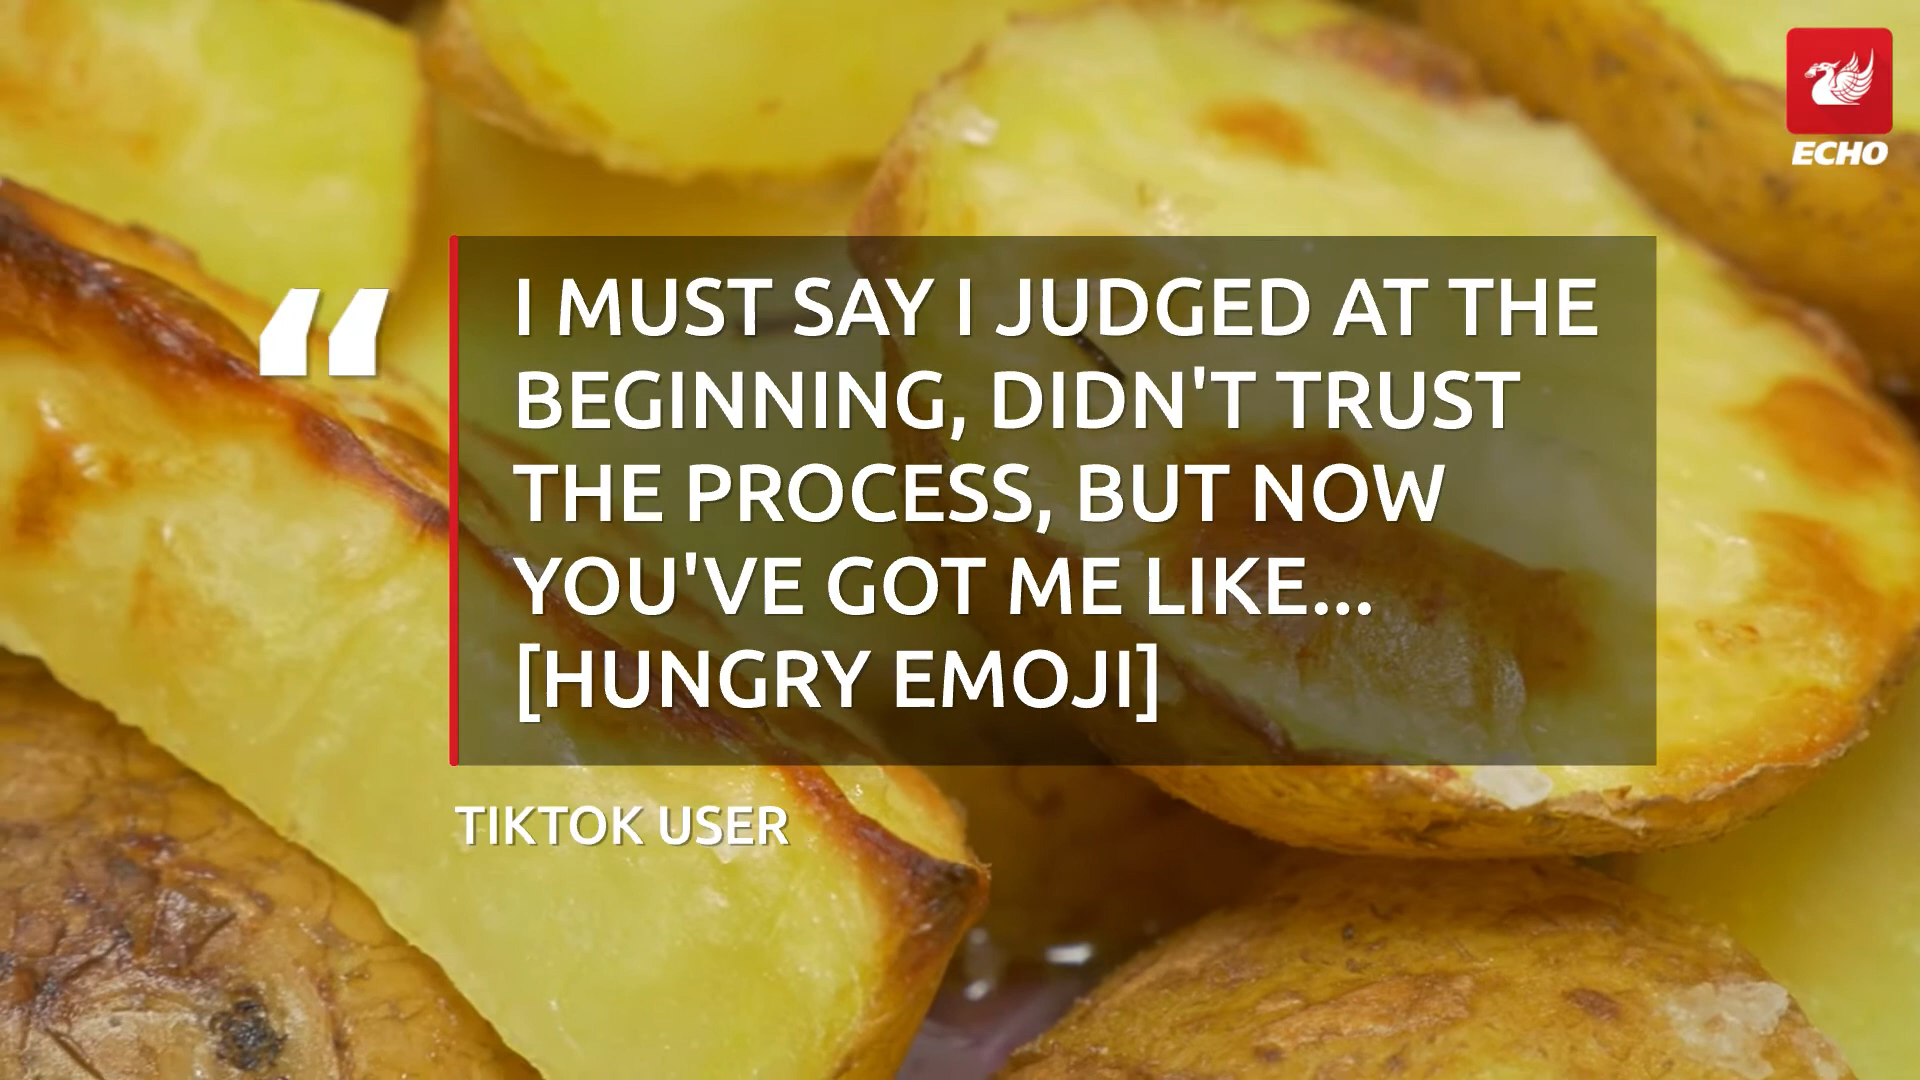 ECHO
“
I MUST SAY I JUDGED AT THE
BEGINNING, DIDN'T TRUST
THE PROCESS, BUT NOW
YOU'VE GOT ME LIKE...
[HUNGRY EMOJI]
TIKTOK USER